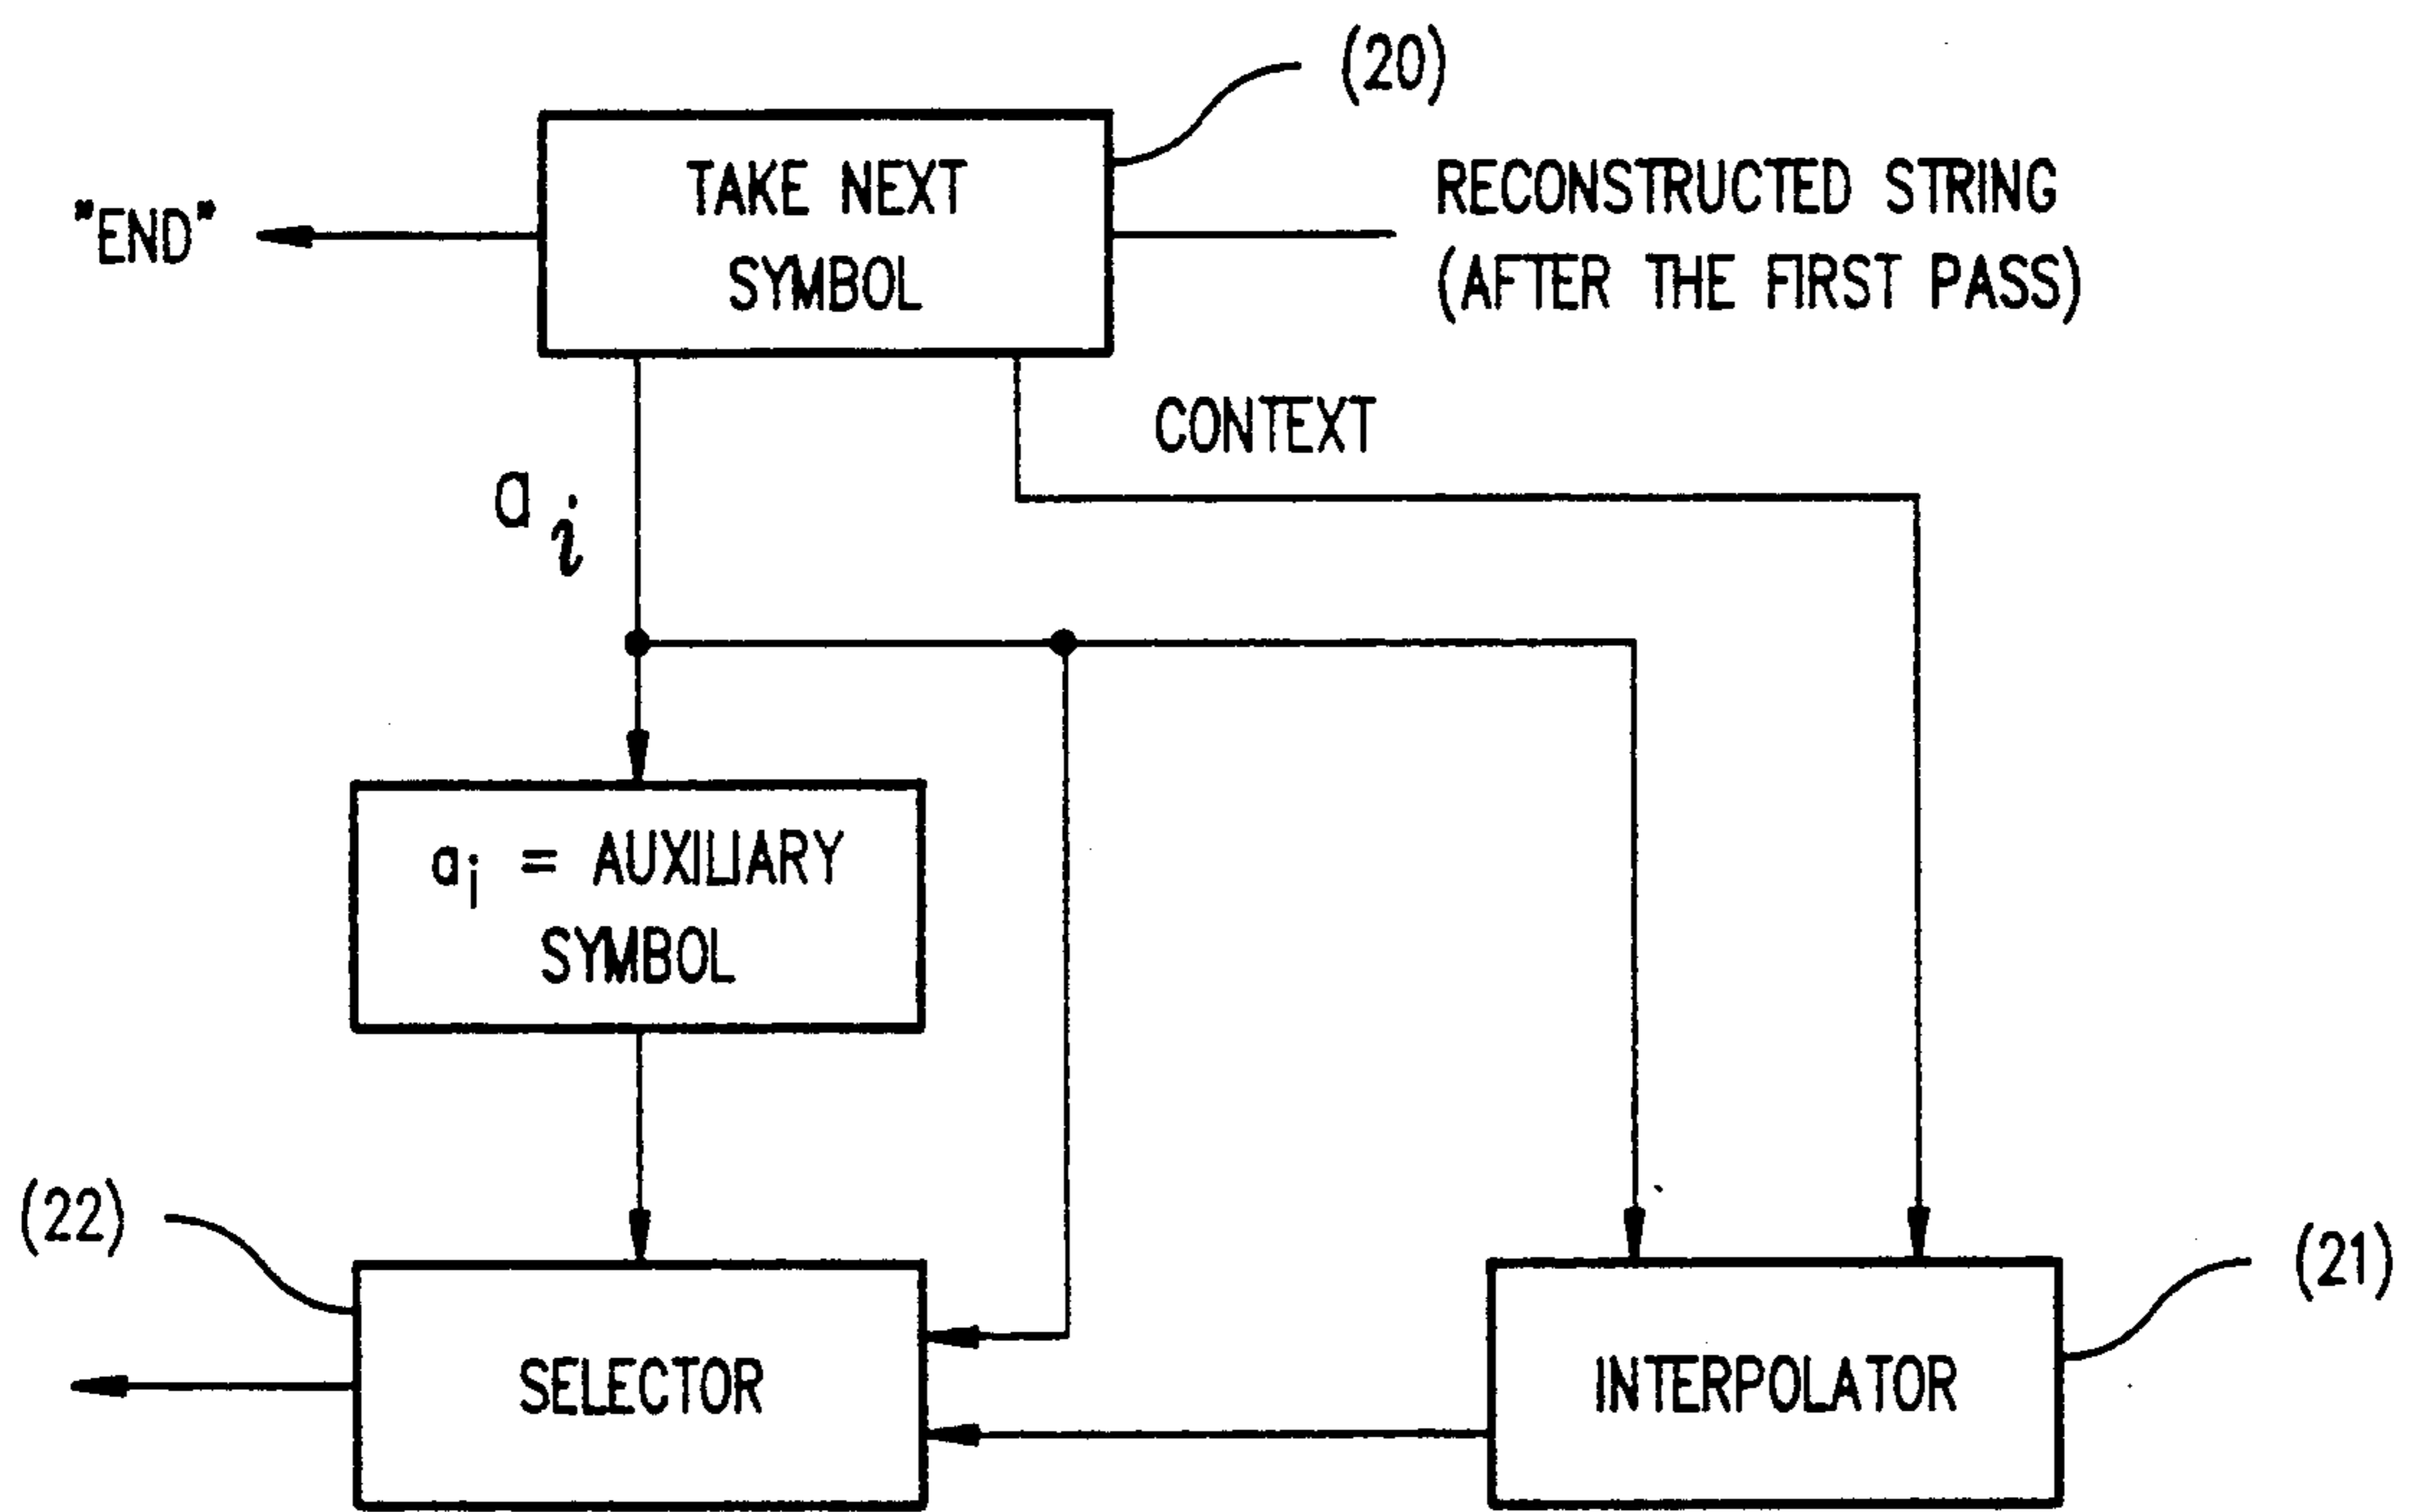 (20)
TAKE NEXT
SYMBOL
"END"
RECONSTRUCTED STRING
(AFTER THE FIRST PASS)
CONTEXT
a i
ai = AUXILIARY
SYMBOL
(22)
SELECTOR
(21)
INTERPOLATOR